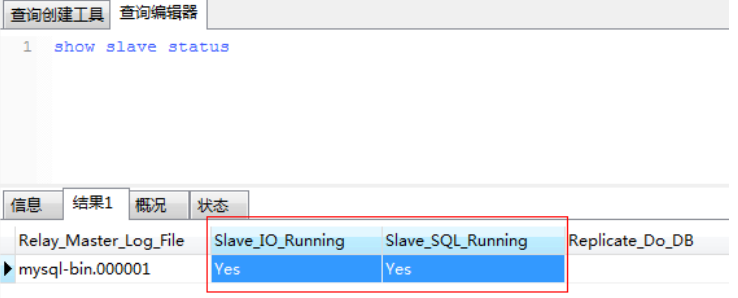 查询创建工具 查询编辑器
1 show slave status
信息 结果1 概况 状态
Relay_Master_Log_File Slave_IO_Running Slave_SQL_Running Replicate_Do_DB
mysql-bin.000001 Yes Yes